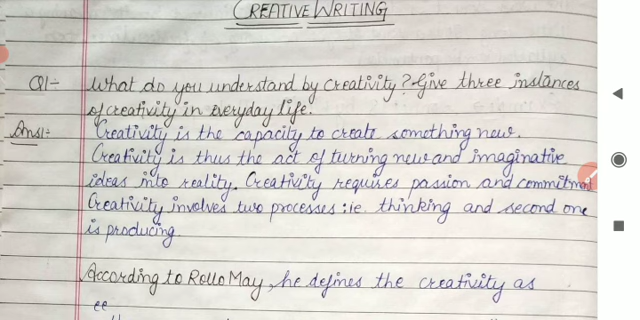 CREATIVE WRITING
Q1:- What do you understand by creativity? Give three instances
of creativity in everyday life.
Ans1:- Creativity is the capacity to create something new.
Creativity is thus the act of turning new and imaginative
ideas into reality. Creativity requires passion and commitment
Creativity involves two processes: ie. thinking and second one
is producing.
According to Rollo May, he defines the creativity as